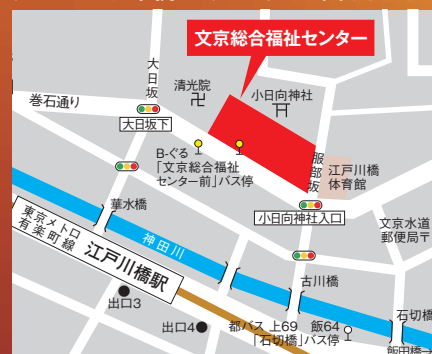 文京総合福祉センター
大日坂
清光院
小日向神社
巻石通り
大日坂下
B-ぐる
「文京総合福祉
センター前」バス停
服部坂
江戸川橋
体育館
小日向神社入口
華水橋
文京水道
郵便局〒
東京メトロ
有楽町線
江戸川橋駅
神田川
古川橋
石切橋
出口3
出口4
都バス 上69 飯64
「石切橋」バス停
飯田橋→